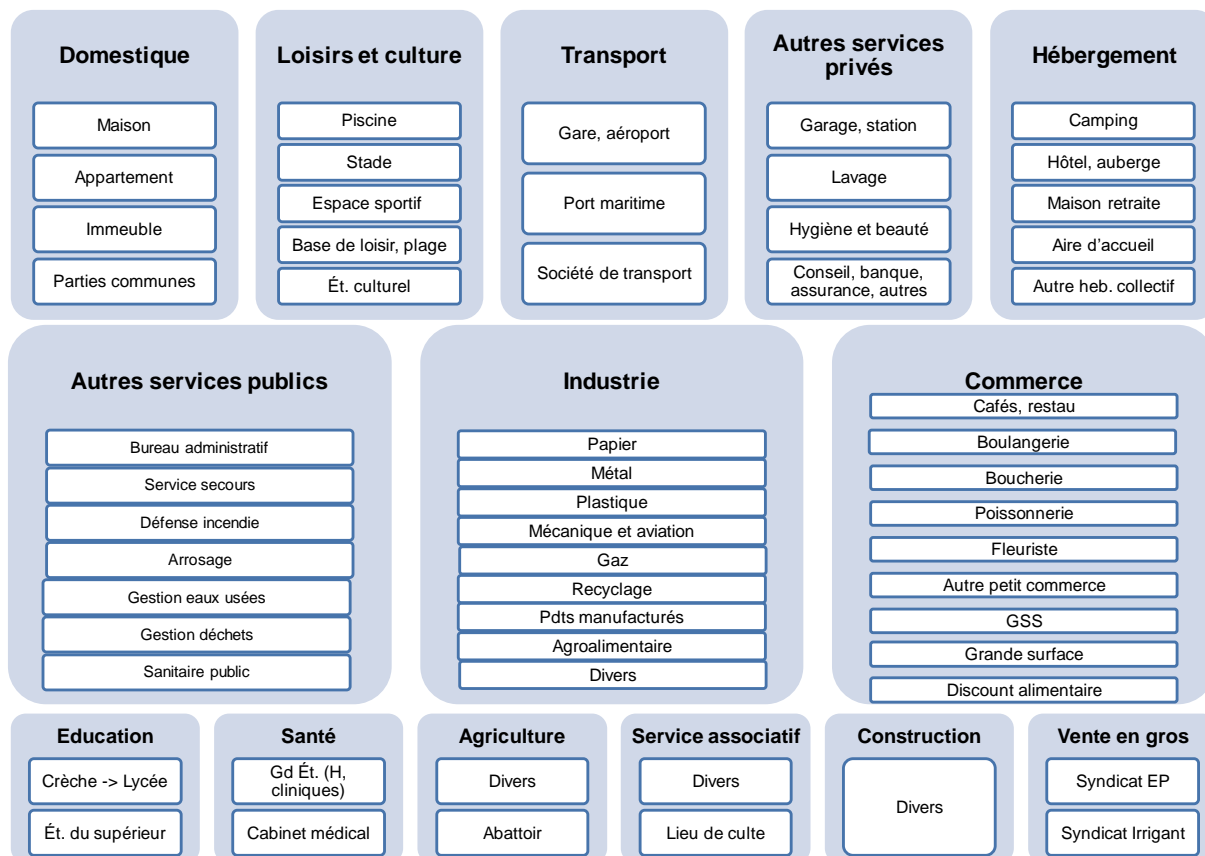 Domestique
Maison
Appartement
Immeuble
Parties communes
Loisirs et culture
Piscine
Stade
Espace sportif
Base de loisir, plage
Ét. culturel
Transport
Gare, aéroport
Port maritime
Société de transport
Autres services
privés
Garage, station
Lavage
Hygiène et beauté
Conseil, banque,
assurance, autres
Hébergement
Camping
Hôtel, auberge
Maison retraite
Aire d’accueil
Autre heb. collectif
Autres services publics
Bureau administratif
Service secours
Défense incendie
Arrosage
Gestion eaux usées
Gestion déchets
Sanitaire public
Industrie
Papier
Métal
Plastique
Mécanique et aviation
Gaz
Recyclage
Pdts manufacturés
Agroalimentaire
Divers
Commerce
Cafés, restau
Boulangerie
Boucherie
Poissonnerie
Fleuriste
Autre petit commerce
GSS
Grande surface
Discount alimentaire
Education
Crèche -> Lycée
Ét. du supérieur
Santé
Gd Ét. (H,
cliniques)
Cabinet médical
Agriculture
Divers
Abattoir
Service associatif
Divers
Lieu de culte
Construction
Divers
Vente en gros
Syndicat EP
Syndicat Irrigant